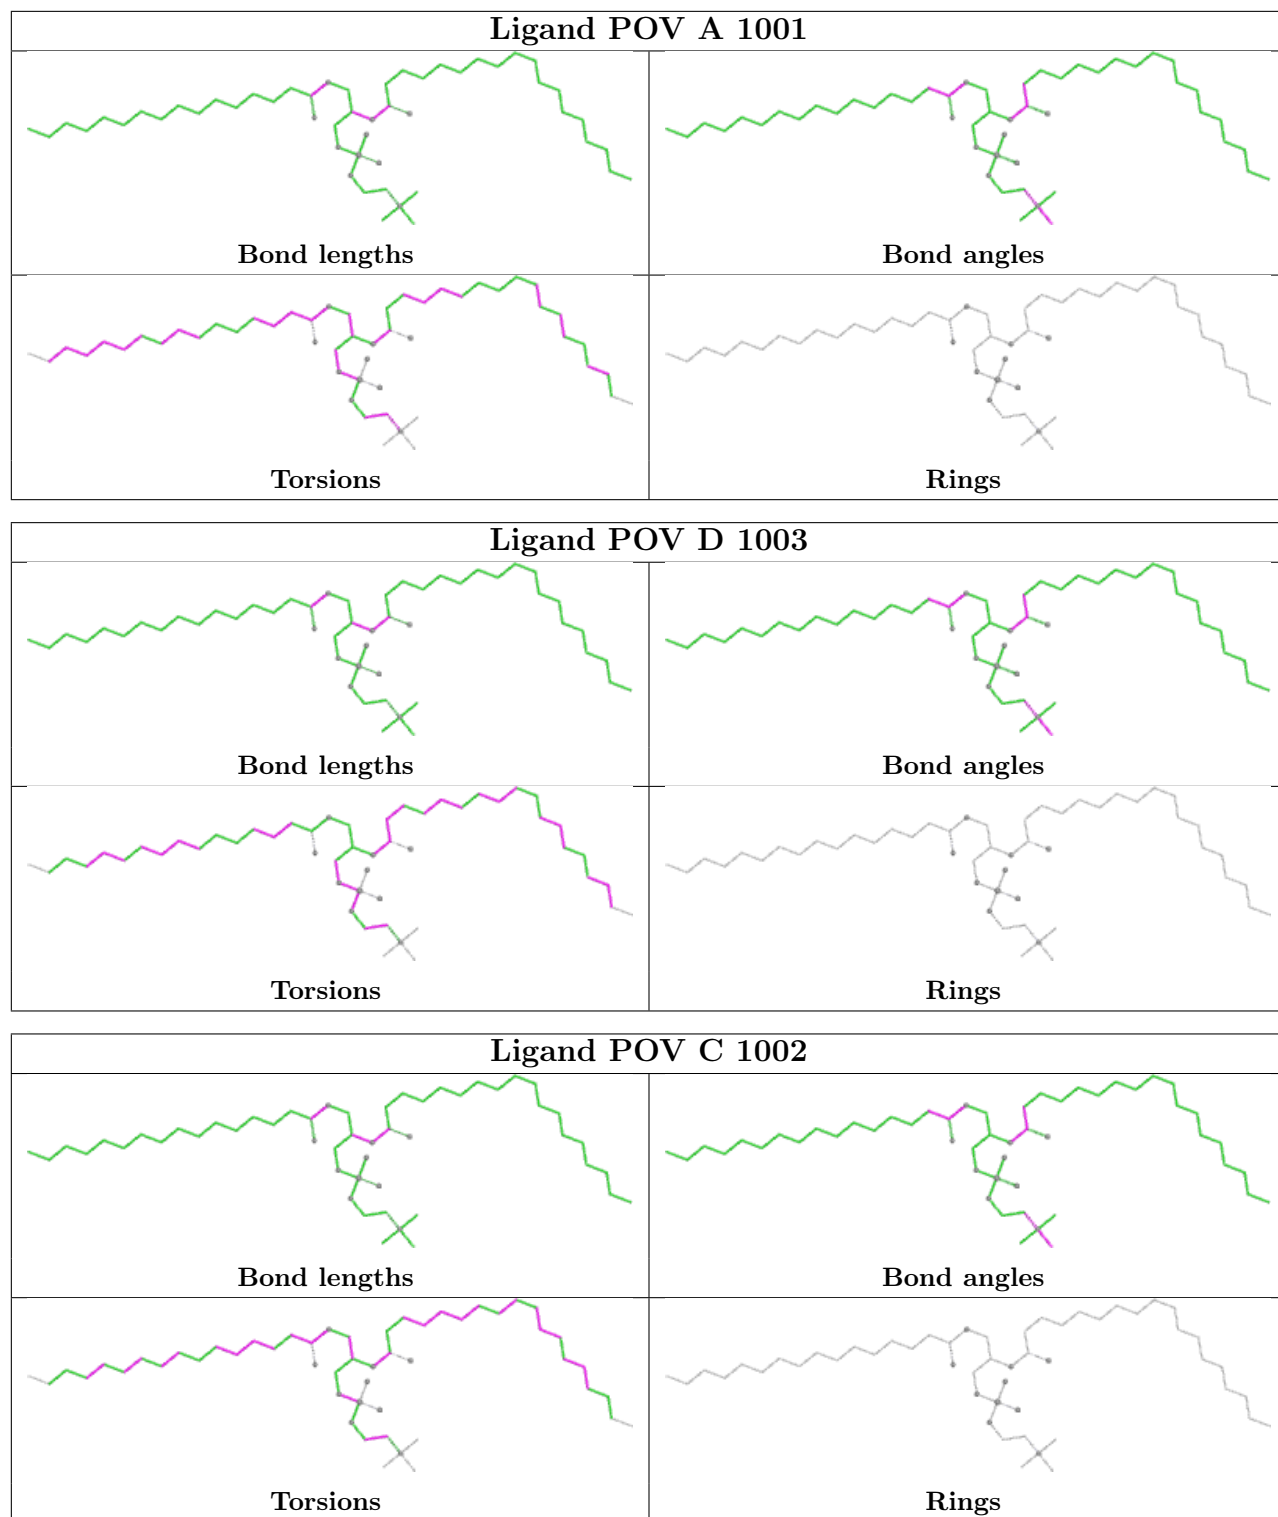 Ligand POV A 1001
Bond lengths
Bond angles
Torsions
Rings
Ligand POV D 1003
Bond lengths
Bond angles
Torsions
Rings
Ligand POV C 1002
Bond lengths
Bond angles
Torsions
Rings